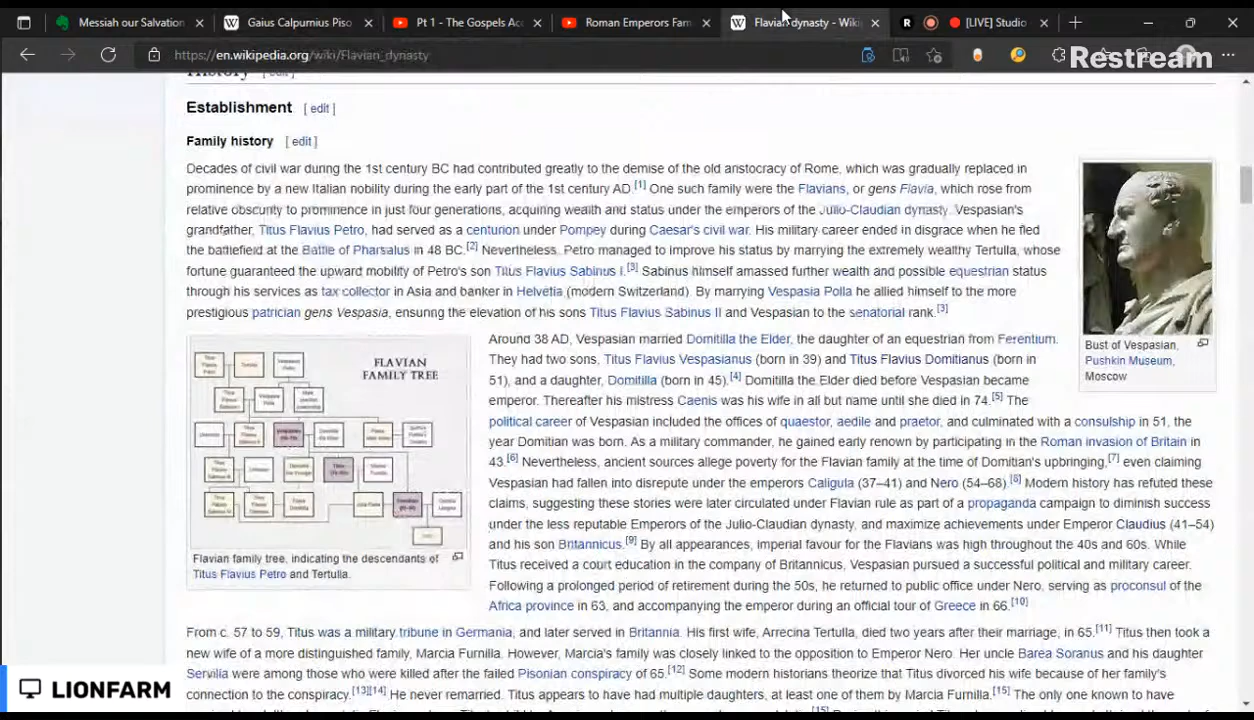 Messiah our Salvation
Gaius Calpurnius Piso
Pt 1 - The Gospels Acc
Roman Emperors Fam
Flavian dynasty - Wiki
[LIVE] Studio
https://en.wikipedia.org/wiki/Flavian_dynasty
Restream
History [ edit ]
Establishment [ edit ]
Family history [ edit ]
Decades of civil war during the 1st century BC had contributed greatly to the demise of the old aristocracy of Rome, which was gradually replaced in
prominence by a new Italian nobility during the early part of the 1st century AD.[1] One such family were the Flavians, or gens Flavia, which rose from
relative obscurity to prominence in just four generations, acquiring wealth and status under the emperors of the Julio-Claudian dynasty. Vespasian's
grandfather, Titus Flavius Petro, had served as a centurion under Pompey during Caesar's civil war. His military career ended in disgrace when he fled
the battlefield at the Battle of Pharsalus in 48 BC.[2] Nevertheless, Petro managed to improve his status by marrying the extremely wealthy Tertulla, whose
fortune guaranteed the upward mobility of Petro's son Titus Flavius Sabinus I.[3] Sabinus himself amassed further wealth and possible equestrian status
through his services as tax collector in Asia and banker in Helvetia (modern Switzerland). By marrying Vespasia Polla he allied himself to the more
prestigious patrician gens Vespasia, ensuring the elevation of his sons Titus Flavius Sabinus II and Vespasian to the senatorial rank.[3]
Bust of Vespasian,
Pushkin Museum,
Moscow
FLAVIAN
FAMILY TREE
Flavian family tree, indicating the descendants of
Titus Flavius Petro and Tertulla.
Around 38 AD, Vespasian married Domitilla the Elder, the daughter of an equestrian from Ferentium.
They had two sons, Titus Flavius Vespasianus (born in 39) and Titus Flavius Domitianus (born in
51), and a daughter, Domitilla (born in 45).[4] Domitilla the Elder died before Vespasian became
emperor. Thereafter his mistress Caenis was his wife in all but name until she died in 74.[5] The
political career of Vespasian included the offices of quaestor, aedile and praetor, and culminated with a consulship in 51, the
year Domitian was born. As a military commander, he gained early renown by participating in the Roman invasion of Britain in
43.[6] Nevertheless, ancient sources allege poverty for the Flavian family at the time of Domitian's upbringing,[7] even claiming
Vespasian had fallen into disrepute under the emperors Caligula (37–41) and Nero (54–68).[8] Modern history has refuted these
claims, suggesting these stories were later circulated under Flavian rule as part of a propaganda campaign to diminish success
under the less reputable Emperors of the Julio-Claudian dynasty, and maximize achievements under Emperor Claudius (41–54)
and his son Britannicus.[9] By all appearances, imperial favour for the Flavians was high throughout the 40s and 60s. While
Titus received a court education in the company of Britannicus, Vespasian pursued a successful political and military career.
Following a prolonged period of retirement during the 50s, he returned to public office under Nero, serving as proconsul of the
Africa province in 63, and accompanying the emperor during an official tour of Greece in 66.[10]
From c. 57 to 59, Titus was a military tribune in Germania, and later served in Britannia. His first wife, Arrecina Tertulla, died two years after their marriage, in 65.[11] Titus then took a
new wife of a more distinguished family, Marcia Furnilla. However, Marcia's family was closely linked to the opposition to Emperor Nero. Her uncle Barea Soranus and his daughter
Servilia were among those who were killed after the failed Pisonian conspiracy of 65.[12] Some modern historians theorize that Titus divorced his wife because of her family's
connection to the conspiracy.[13][14] He never remarried. Titus appears to have had multiple daughters, at least one of them by Marcia Furnilla.[15] The only one known to have
LIONFARM